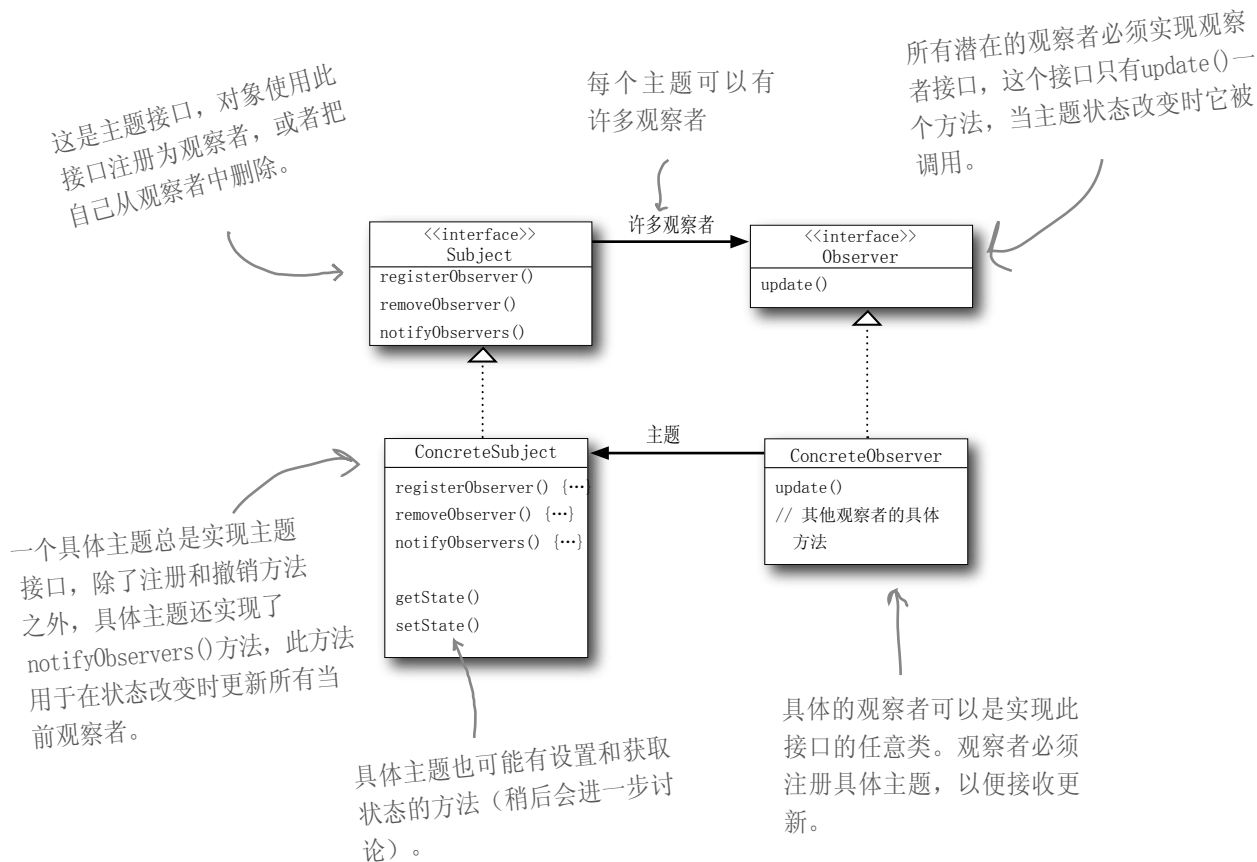 这是主题接口，对象使用此
接口注册为观察者，或者把
自己从观察者中删除。
每个主题可以有
许多观察者
所有潜在的观察者必须实现观察
者接口，这个接口只有update()一
个方法，当主题状态改变时它被
调用。
<<interface>>
Subject
registerObserver()
removeObserver()
notifyObservers()
许多观察者
<<interface>>
Observer
update()
ConcreteSubject
registerObserver() {…}
removeObserver() {…}
notifyObservers() {…}
getState()
setState()
主题
ConcreteObserver
update()
// 其他观察者的具体
方法
一个具体主题总是实现主题
接口，除了注册和撤销方法
之外，具体主题还实现了
notifyObservers()方法，此方法
用于在状态改变时更新所有当
前观察者。
具体主题也可能有设置和获取
状态的方法（稍后会进一步讨
论）。
具体的观察者可以是实现此
接口的任意类。观察者必须
注册具体主题，以便接收更
新。